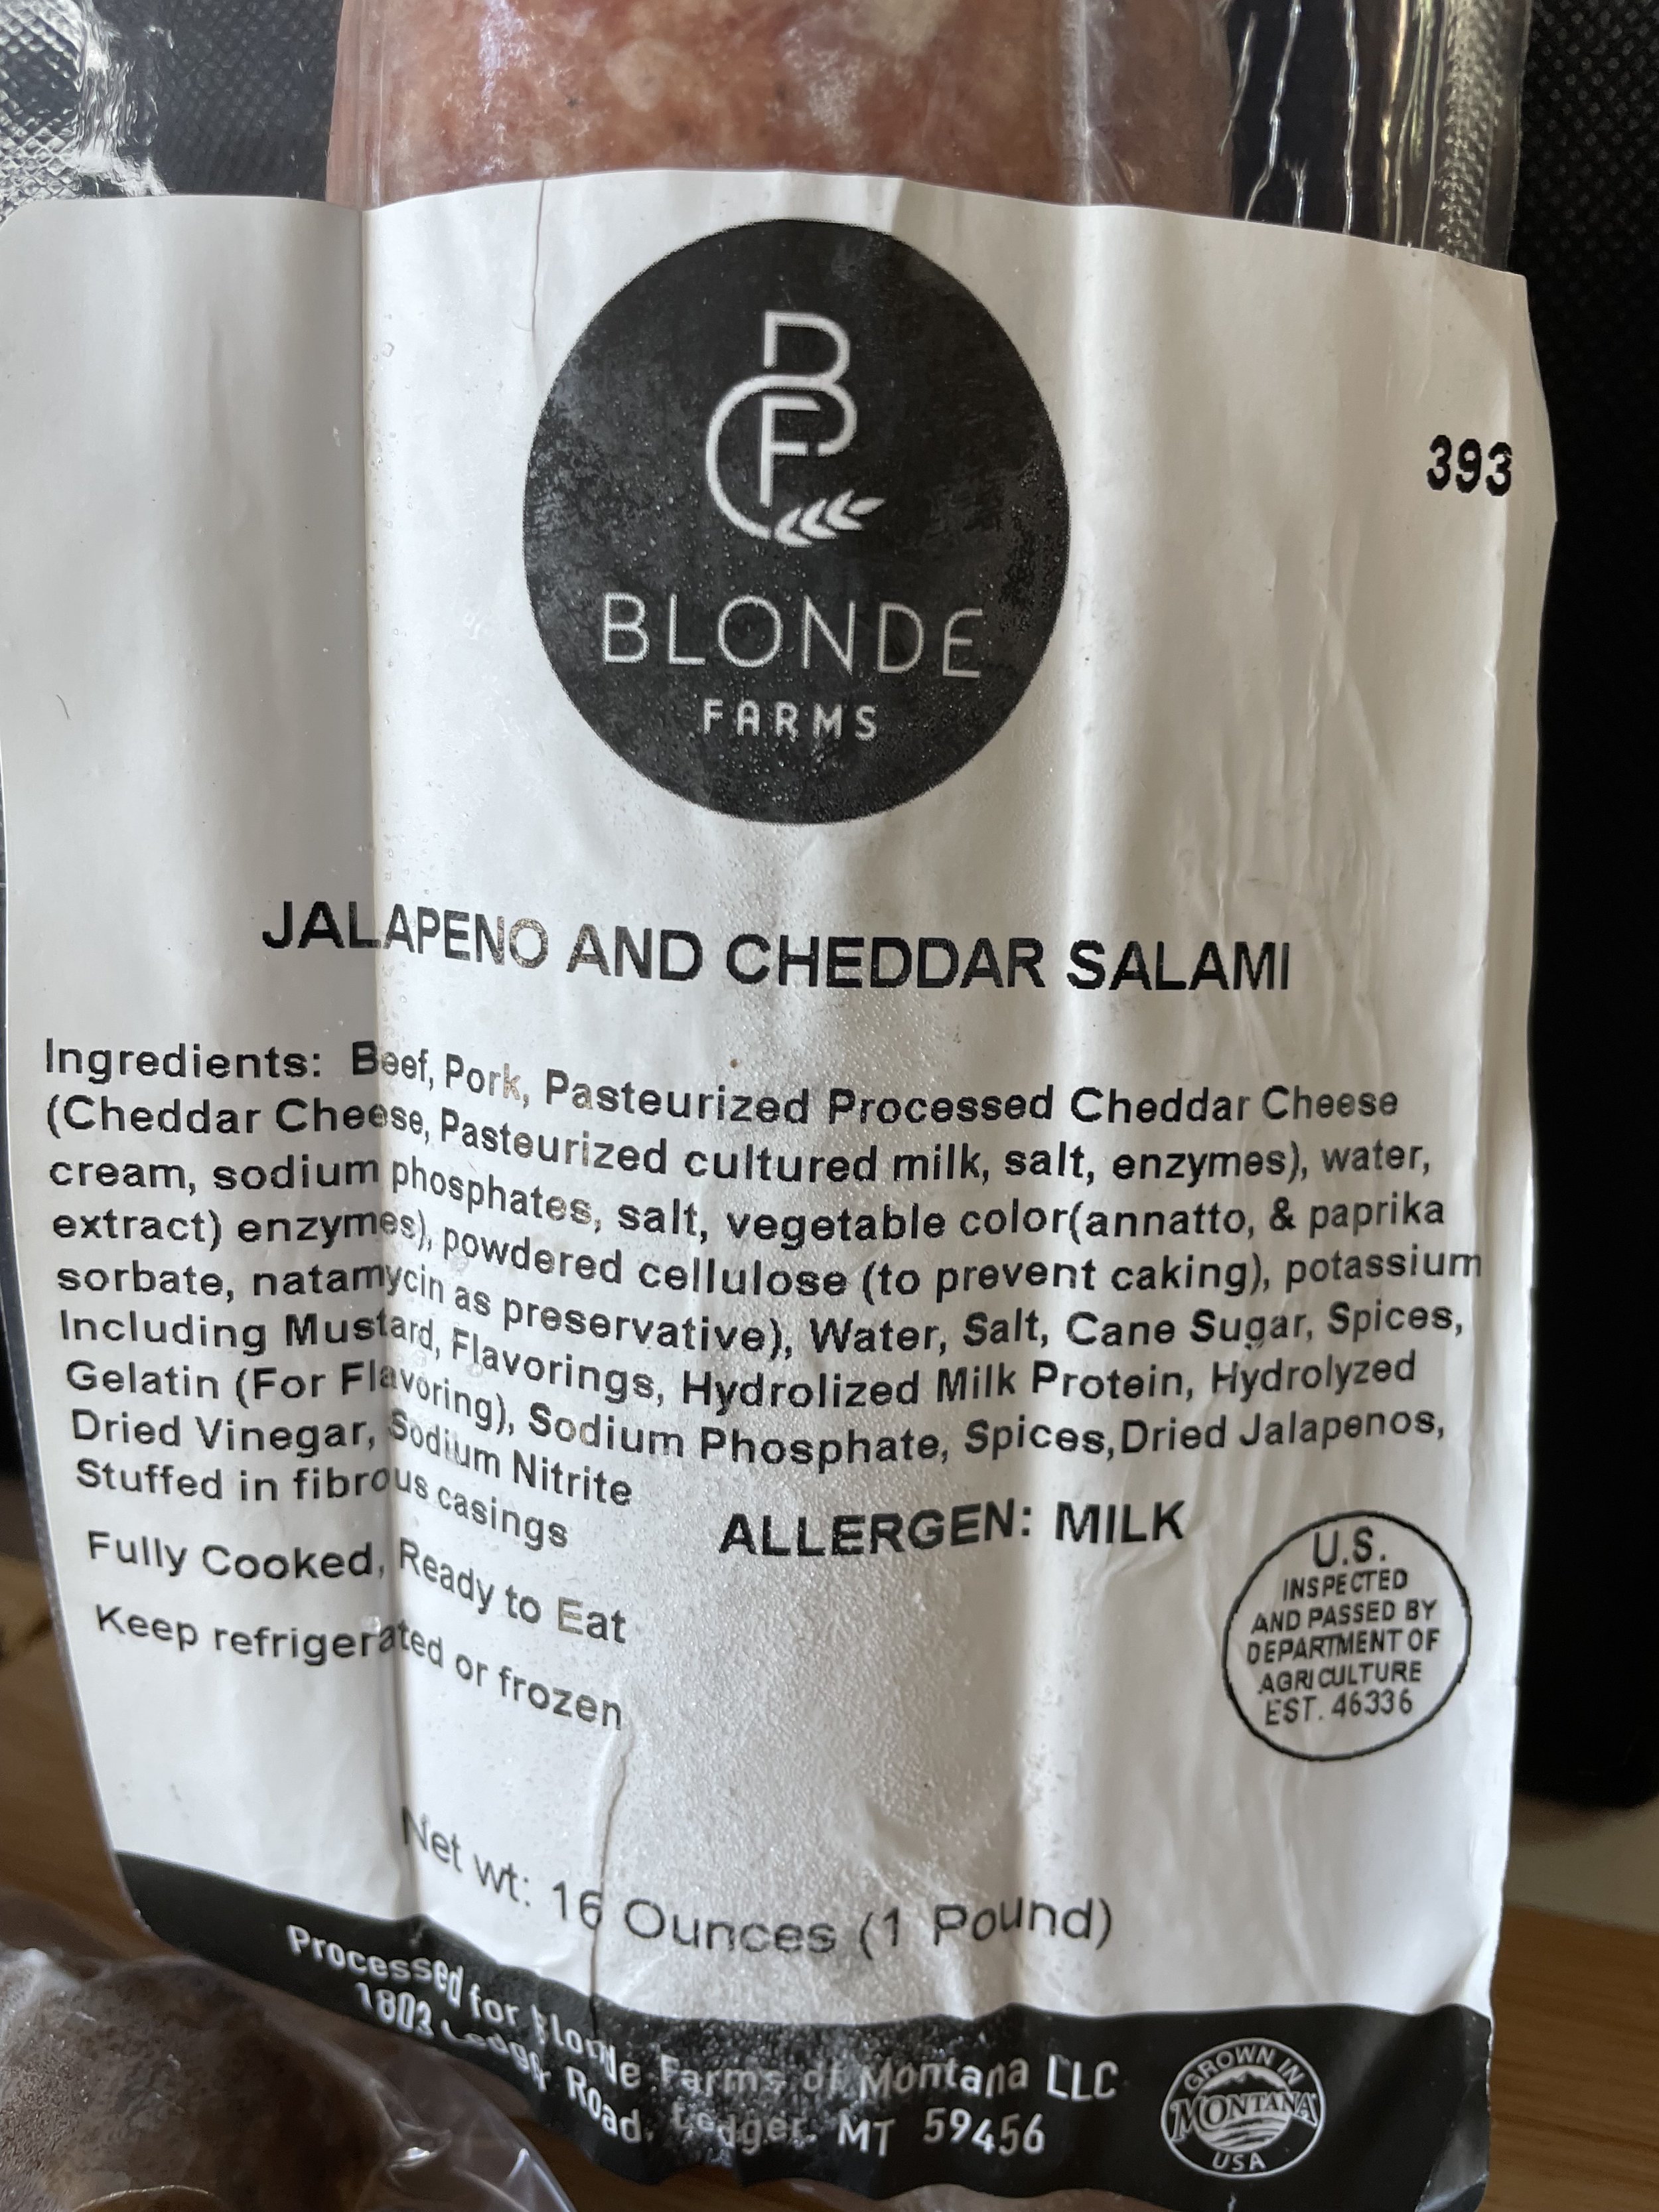 BF
BLONDE
FARMS
393
JALAPENO AND CHEDDAR SALAMI
Ingredients: Beef, Pork, Pasteurized Processed Cheddar Cheese
(Cheddar Cheese, Pasteurized cultured milk, salt, enzymes), water,
cream, sodium phosphates, salt, vegetable color(annatto, & paprika
extract) enzymes), powdered cellulose (to prevent caking), potassium
sorbate, natamycin as preservative), Water, Salt, Cane Sugar, Spices,
Including Mustard, Flavorings, Hydrolized Milk Protein, Hydrolyzed
Gelatin (For Flavoring), Sodium Phosphate, Spices,Dried Jalapenos,
Dried Vinegar, Sodium Nitrite
Stuffed in fibrous casings
ALLERGEN: MILK
Fully Cooked, Ready to Eat
Keep refrigerated or frozen
U.S.
INSPECTED
AND PASSED BY
DEPARTMENT OF
AGRICULTURE
EST. 46336
Net wt: 16 Ounces (1 Pound)
Processed for Blonde Farms of Montana LLC
1803 Ledger Road, Ledger, MT 59456
GROWN IN
MONTANA
USA